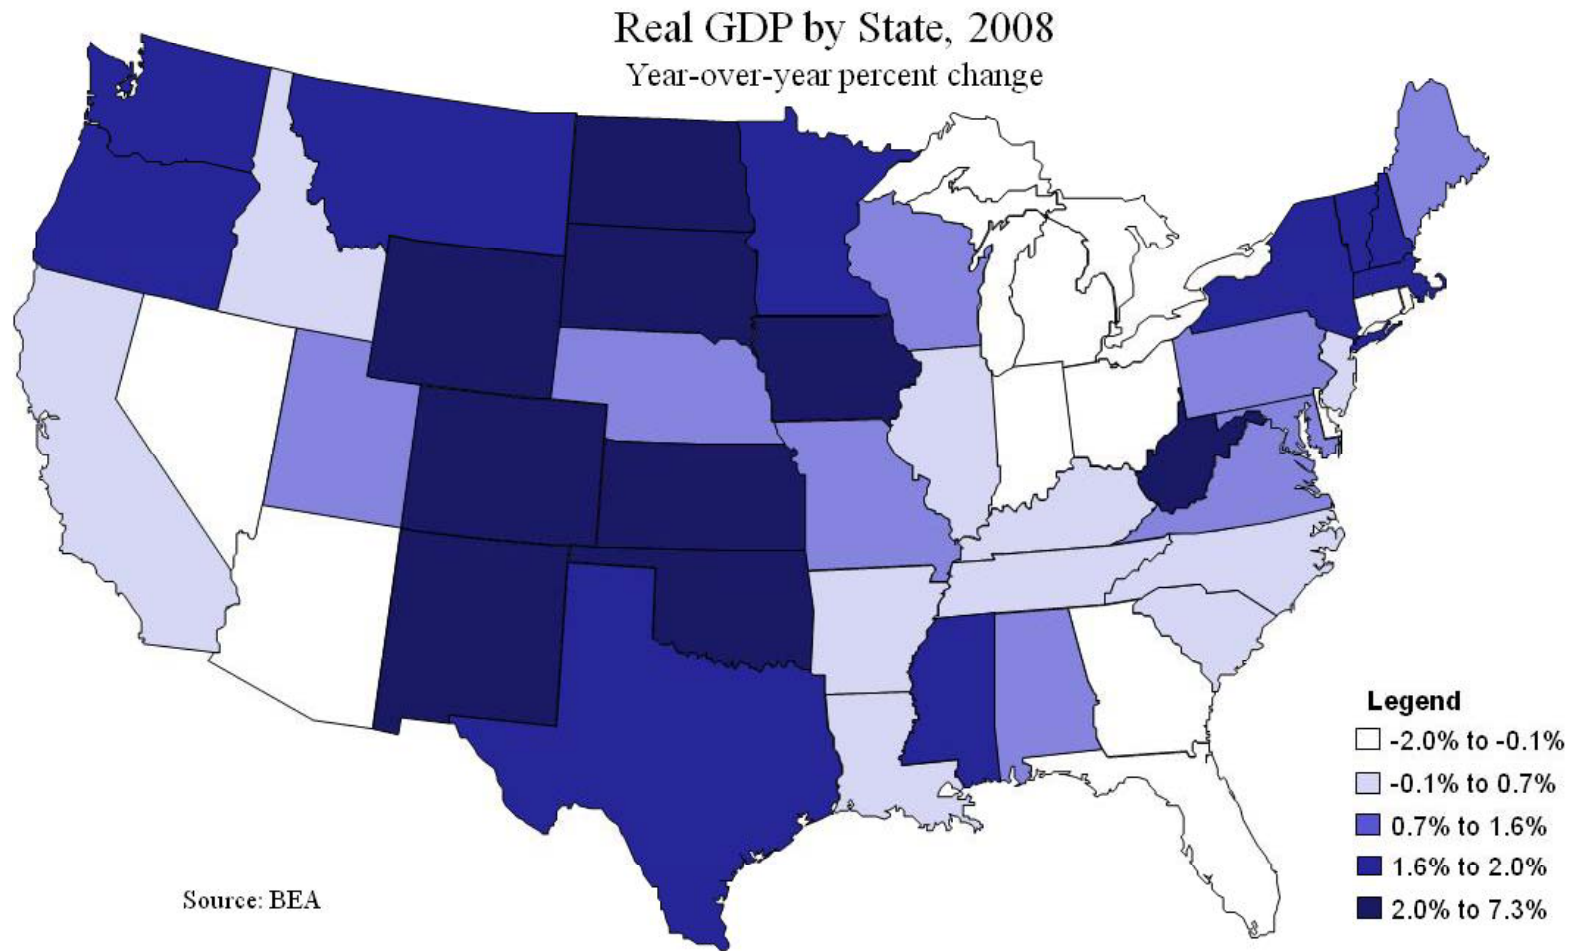 Real GDP by State, 2008
Year-over-year percent change
Legend
-2.0% to -0.1%
-0.1% to 0.7%
0.7% to 1.6%
1.6% to 2.0%
2.0% to 7.3%
Source: BEA